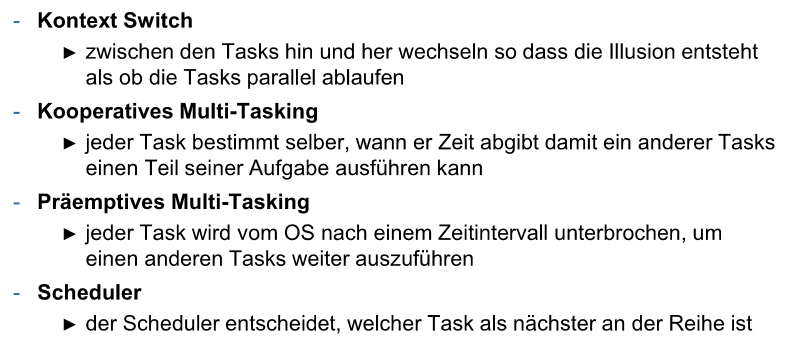 - Kontext Switch
► zwischen den Tasks hin und her wechseln so dass die Illusion entsteht
als ob die Tasks parallel ablaufen
- Kooperatives Multi-Tasking
► jeder Task bestimmt selber, wann er Zeit abgibt damit ein anderer Tasks
einen Teil seiner Aufgabe ausführen kann
- Präemptives Multi-Tasking
► jeder Task wird vom OS nach einem Zeitintervall unterbrochen, um
einen anderen Tasks weiter auszuführen
- Scheduler
► der Scheduler entscheidet, welcher Task als nächster an der Reihe ist